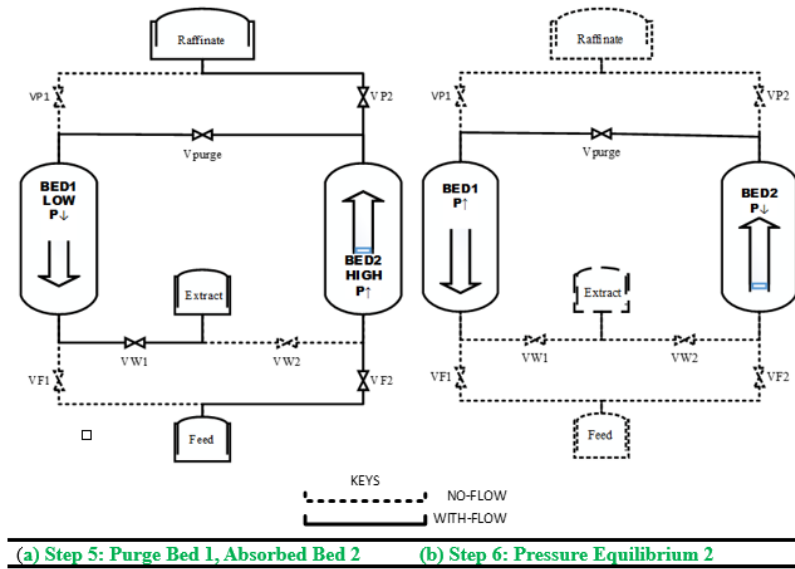 Raffinate
VP1
VP2
Vpurge
BED1
LOW
P↓
BED2
HIGH
P↑
Extract
VW1
VW2
VF1
VF2
Feed
Raffinate
VP1
VP2
Vpurge
BED1
P↑
BED2
P↓
Extract
VW1
VW2
VF1
VF2
Feed
KEYS
NO-FLOW
WITH-FLOW
(a) Step 5: Purge Bed 1, Absorbed Bed 2
(b) Step 6: Pressure Equilibrium 2